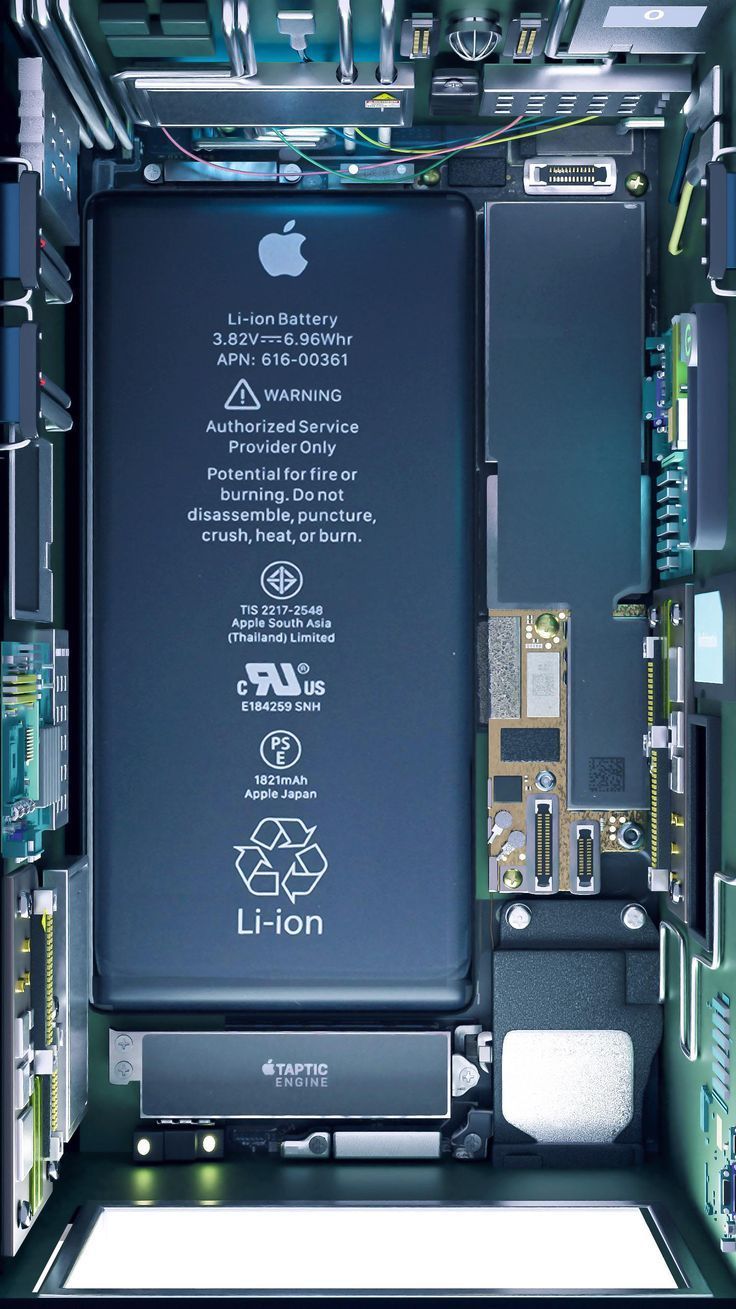 Li-ion Battery
3.82V⎓6.96Whr
APN: 616-00361
WARNING
Authorized Service
Provider Only
Potential for fire or
burning. Do not
disassemble, puncture,
crush, heat, or burn.
TIS 2217-2548
Apple South Asia
(Thailand) Limited
c RU ® US
E184259 SNH
PS
E
1821mAh
Apple Japan
Li-ion
TAPTIC
ENGINE